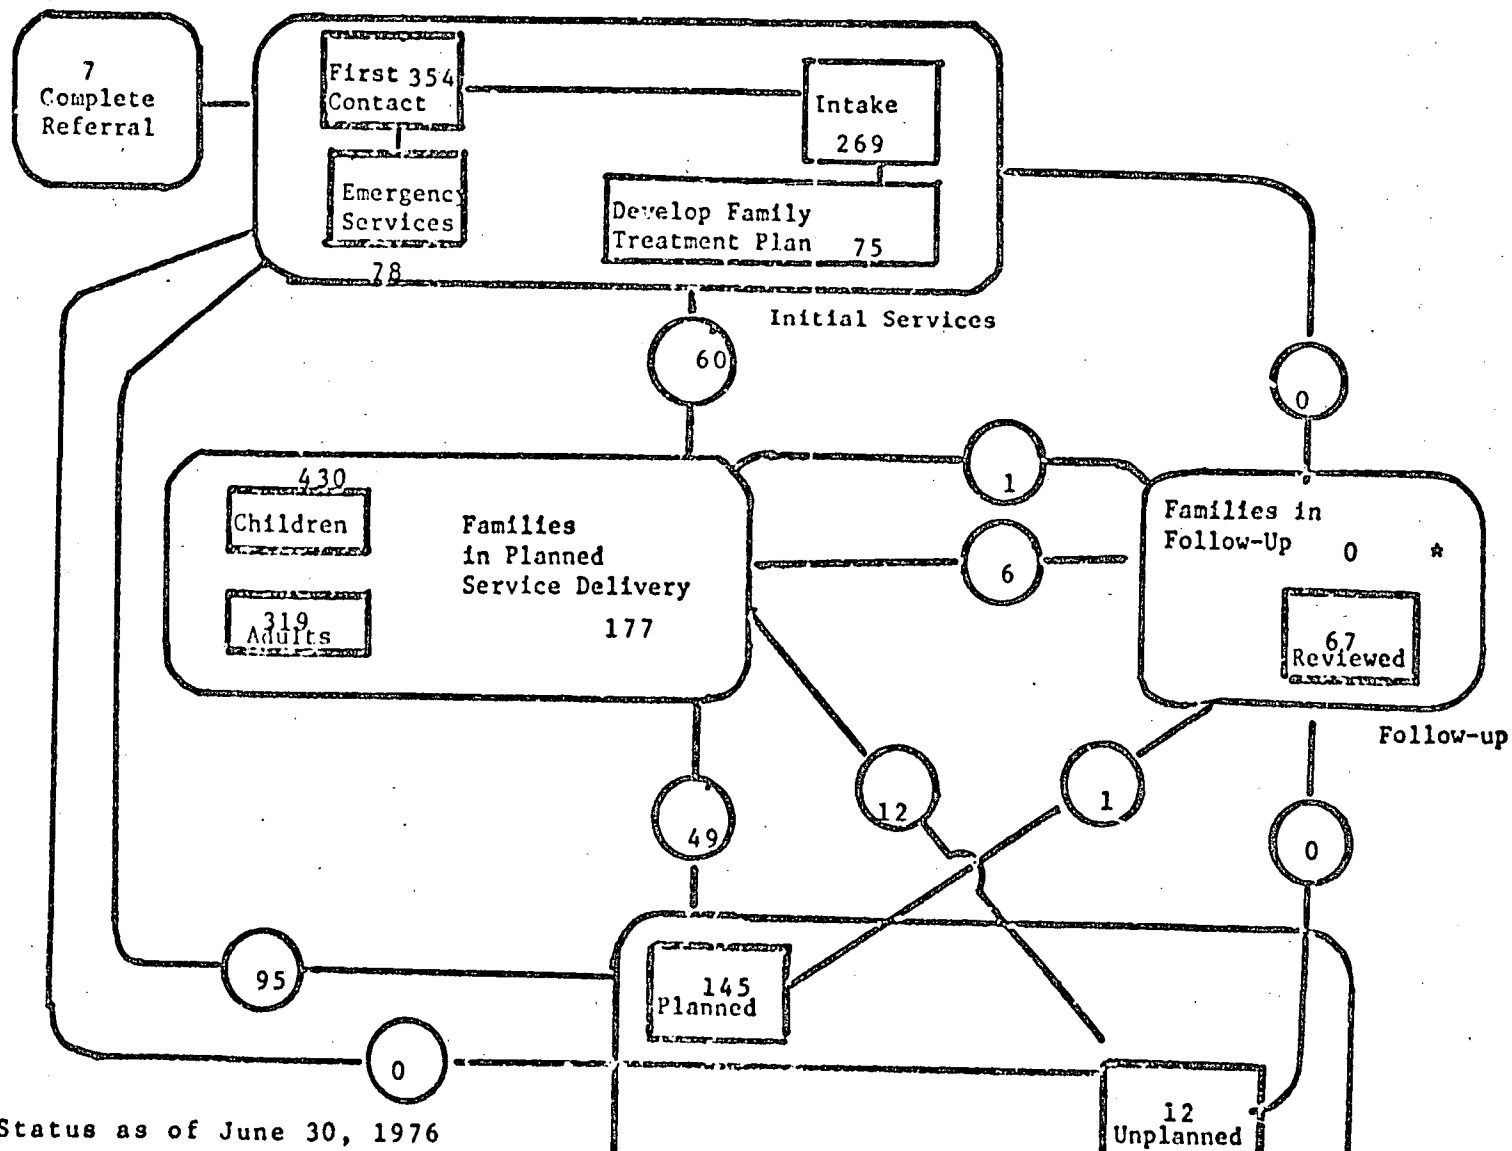 7
Complete
Referral
First 354
Contact
Intake
269
Emergency
Services
78
Develop Family
Treatment Plan 75
Initial Services
60
0
430
Children
319
Adults
Families
in Planned
Service Delivery
177
1
6
Families in
Follow-Up 0 *
67
Reviewed
Follow-up
49
12
1
0
95
145
Planned
0
12
Unplanned
Status as of June 30, 1976